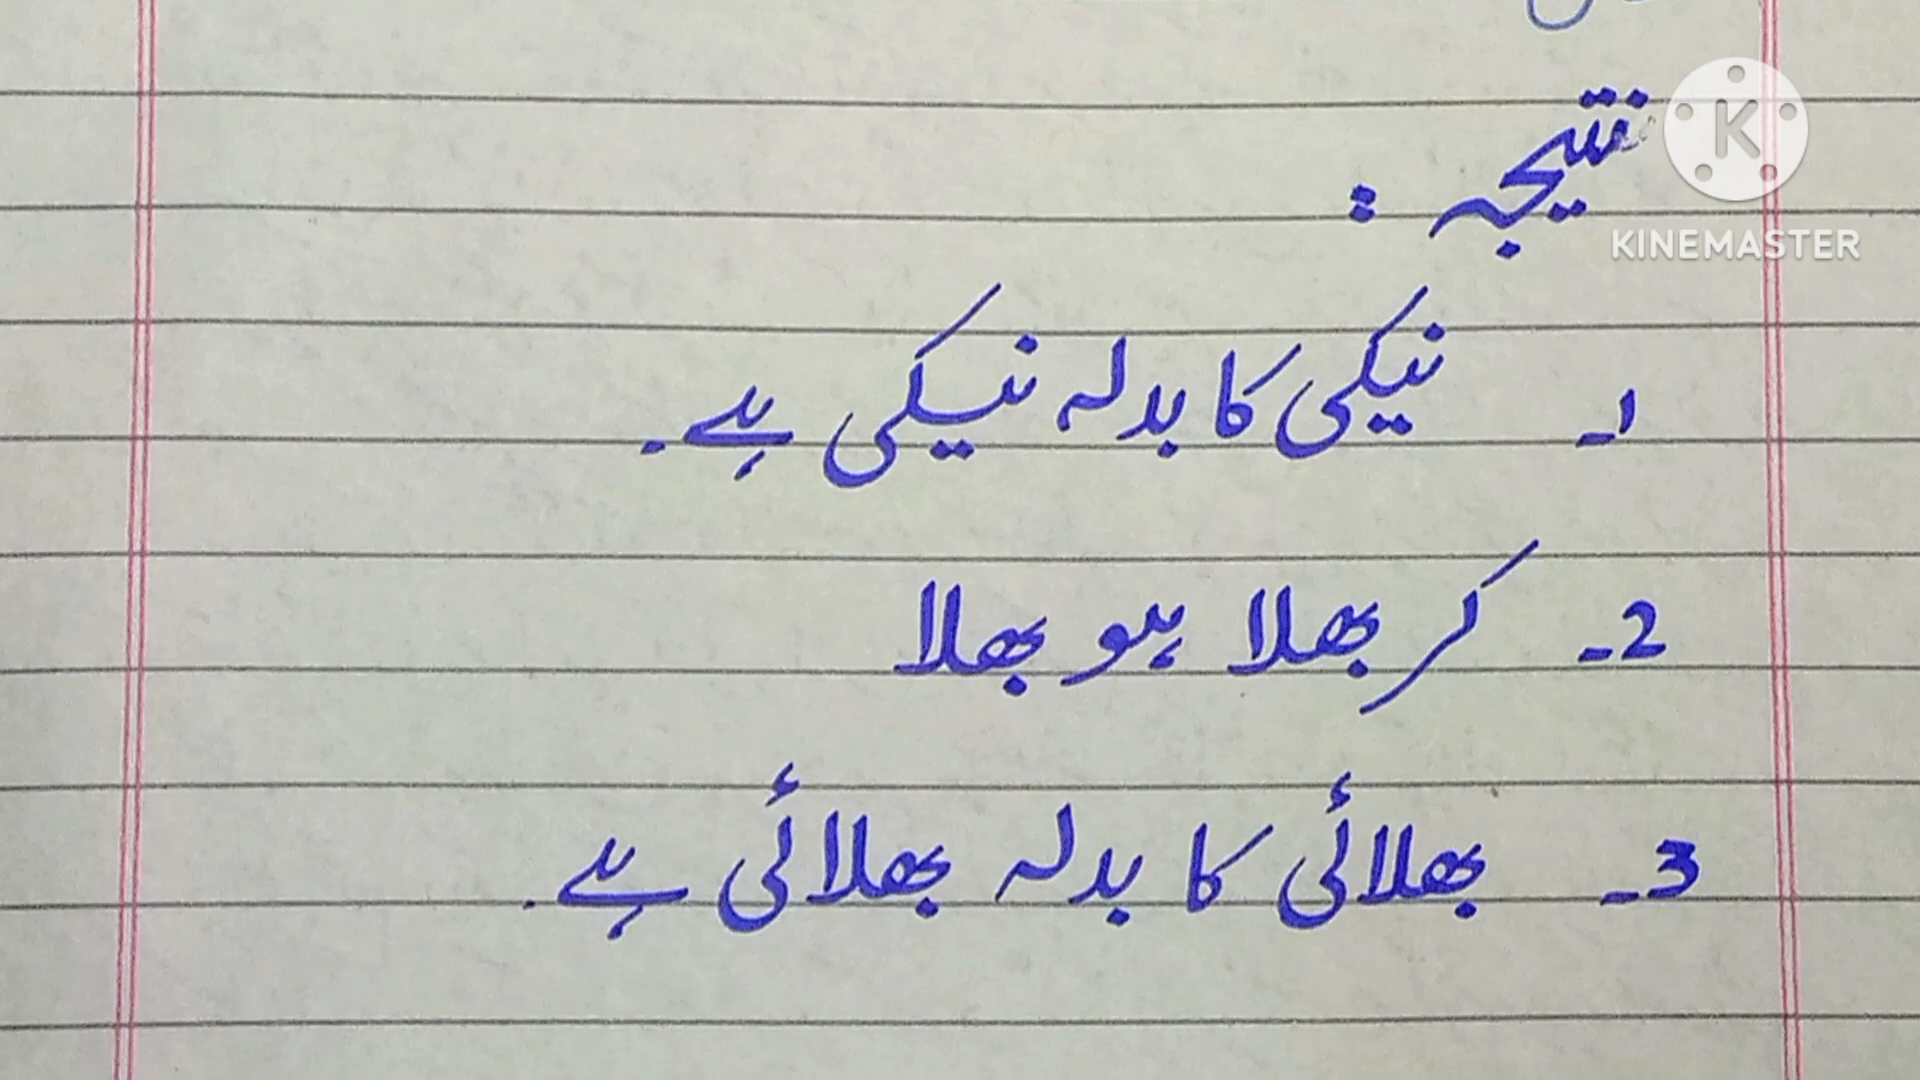 نتیجہ :
KINEMASTER
1- نیکی کا بدلہ نیکی ہے۔
2- کر بھلا ہو بھلا
3- بھلائی کا بدلہ بھلائی ہے۔